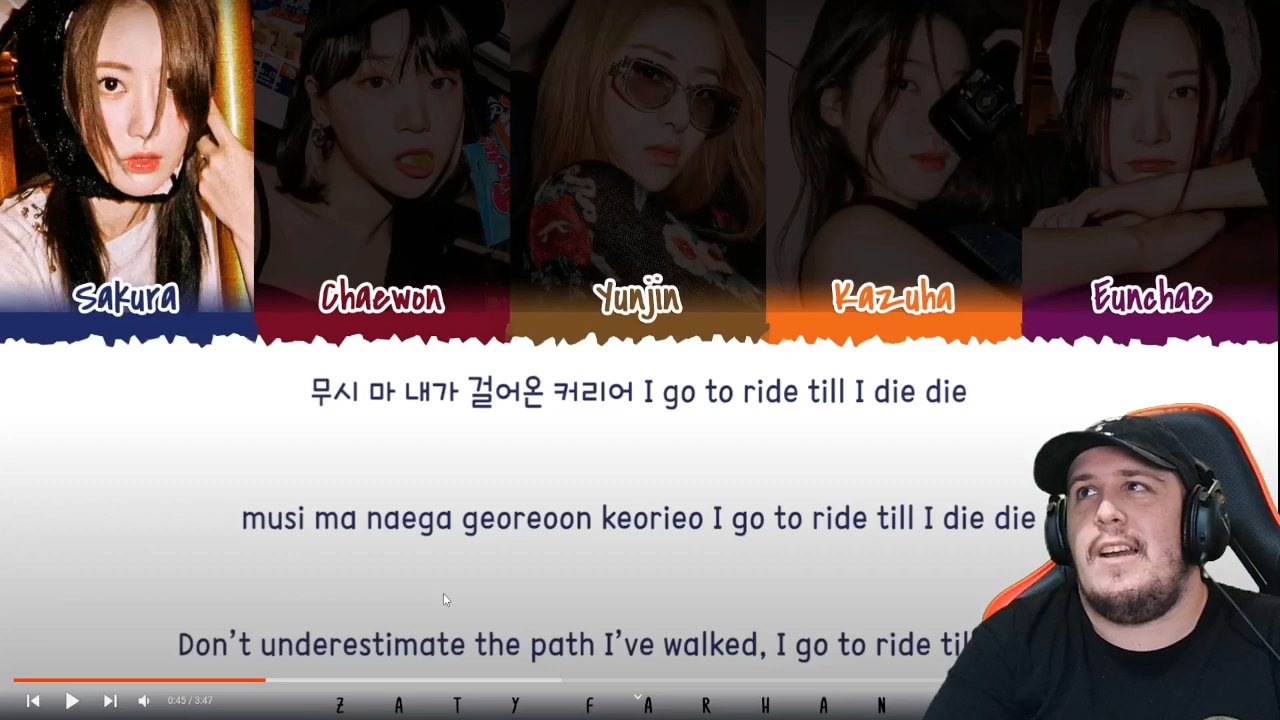 Sakura
Chaewon
Yunjin
Kazuha
Eunchae
무시 마 내가 걸어온 커리어 I go to ride till I die die
musi ma naega georeoon keorieo I go to ride till I die die
Don't underestimate the path I've walked, I go to ride
0:45 / 3:47
Z A T Y F A R H A N